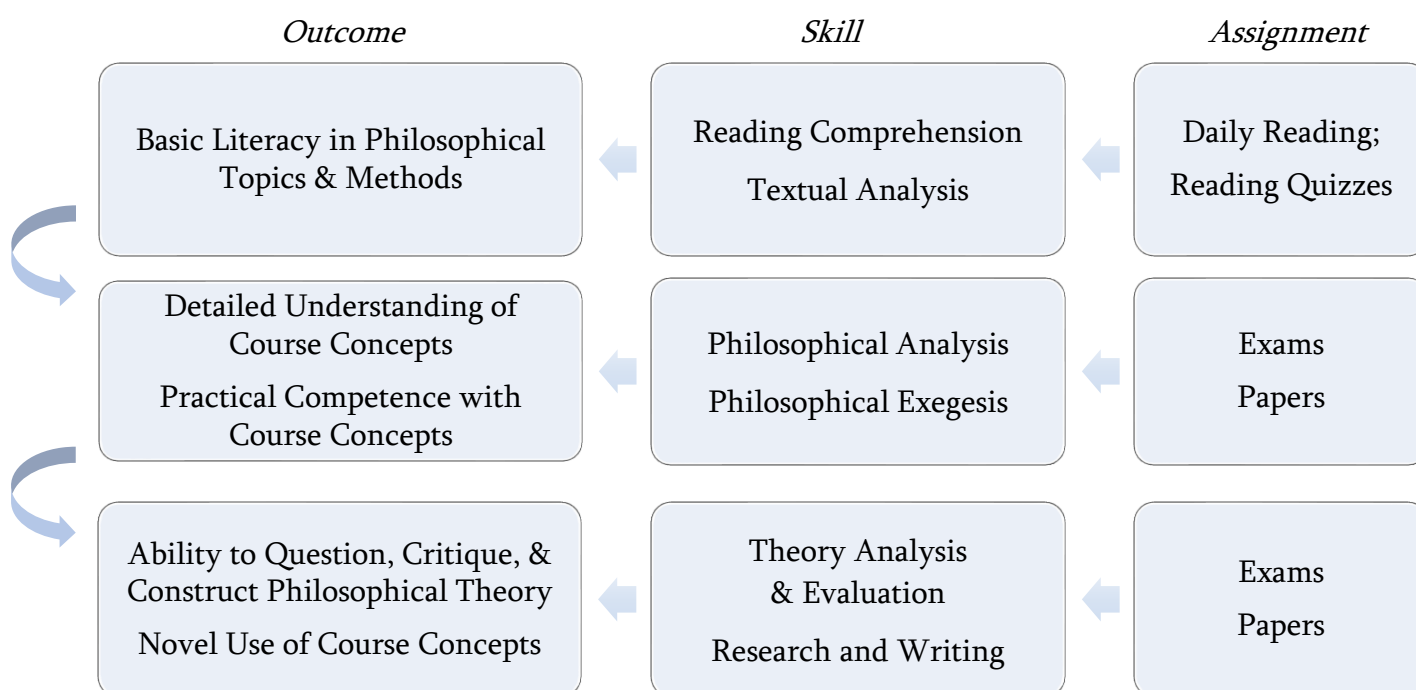 Outcome
Skill
Assignment
Basic Literacy in Philosophical
Topics & Methods
Reading Comprehension
Textual Analysis
Daily Reading;
Reading Quizzes
Detailed Understanding of
Course Concepts
Practical Competence with
Course Concepts
Philosophical Analysis
Philosophical Exegesis
Exams
Papers
Ability to Question, Critique, &
Construct Philosophical Theory
Novel Use of Course Concepts
Theory Analysis
& Evaluation
Research and Writing
Exams
Papers